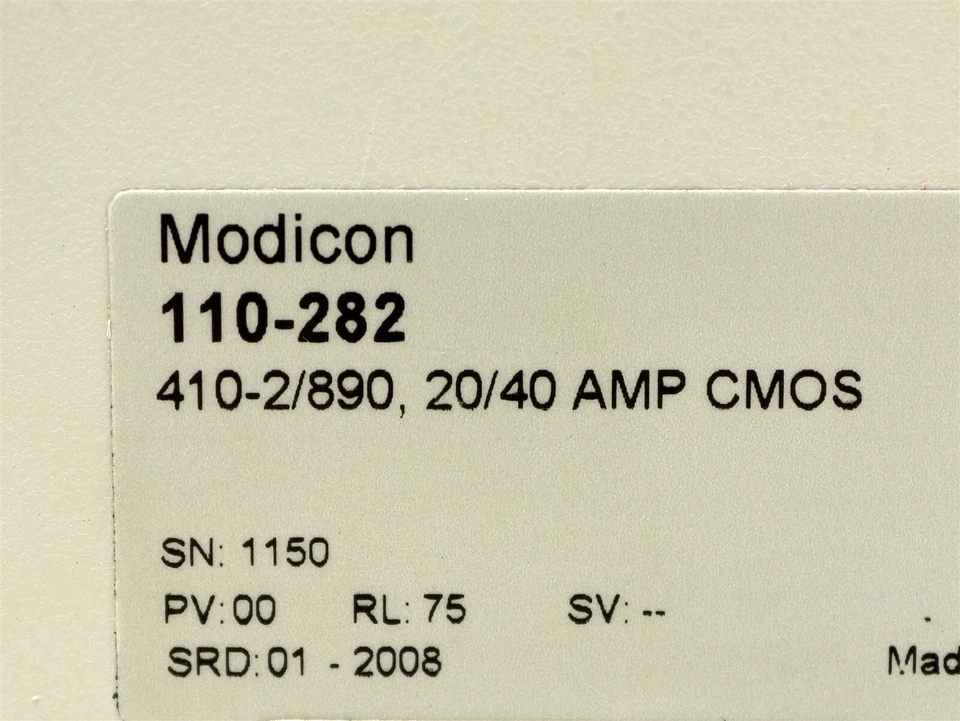 Modicon
110-282
410-2/890, 20/40 AMP CMOS
SN: 1150
PV:00 RL: 75 SV: --
SRD:01 - 2008 Mad